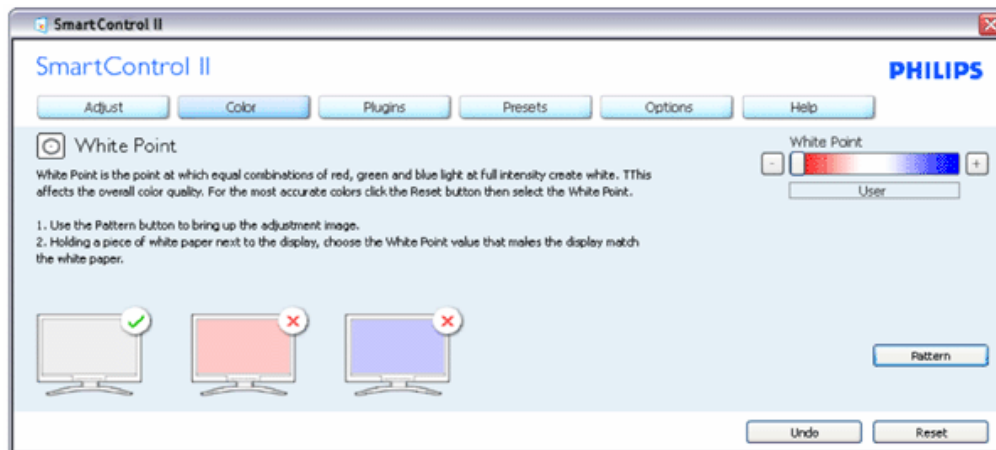 SmartControl II
SmartControl II
PHILIPS
Adjust Color Plugins Presets Options Help
White Point
White Point is the point at which equal combinations of red, green and blue light at full intensity create white. TThis
affects the overall color quality. For the most accurate colors click the Reset button then select the White Point.
1. Use the Pattern button to bring up the adjustment image.
2. Holding a piece of white paper next to the display, choose the White Point value that makes the display match
the white paper.
White Point
- +
User
Pattern
Undo Reset